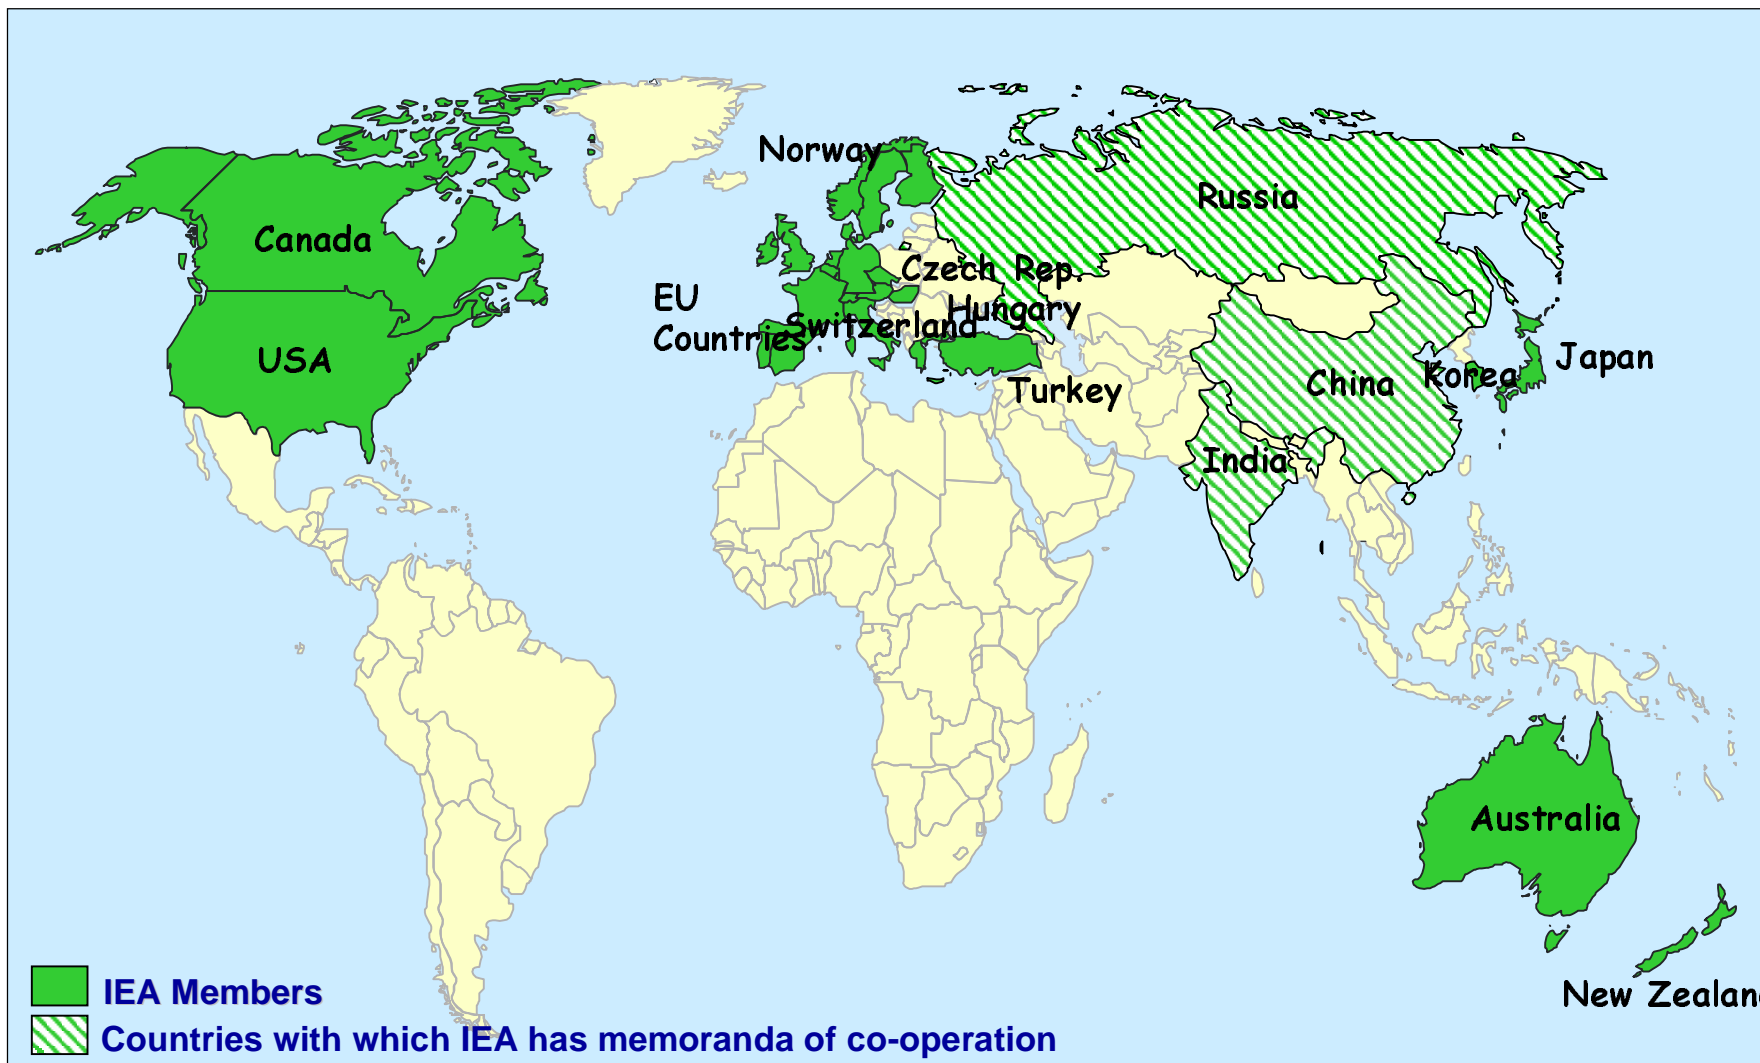 Norway
Russia
Canada
Czech Rep.
EU
Countries
Hungary
Switzerland
USA
Japan
Korea
China
Turkey
India
Australia
IEA Members
New Zealan
Countries with which IEA has memoranda of co-operation